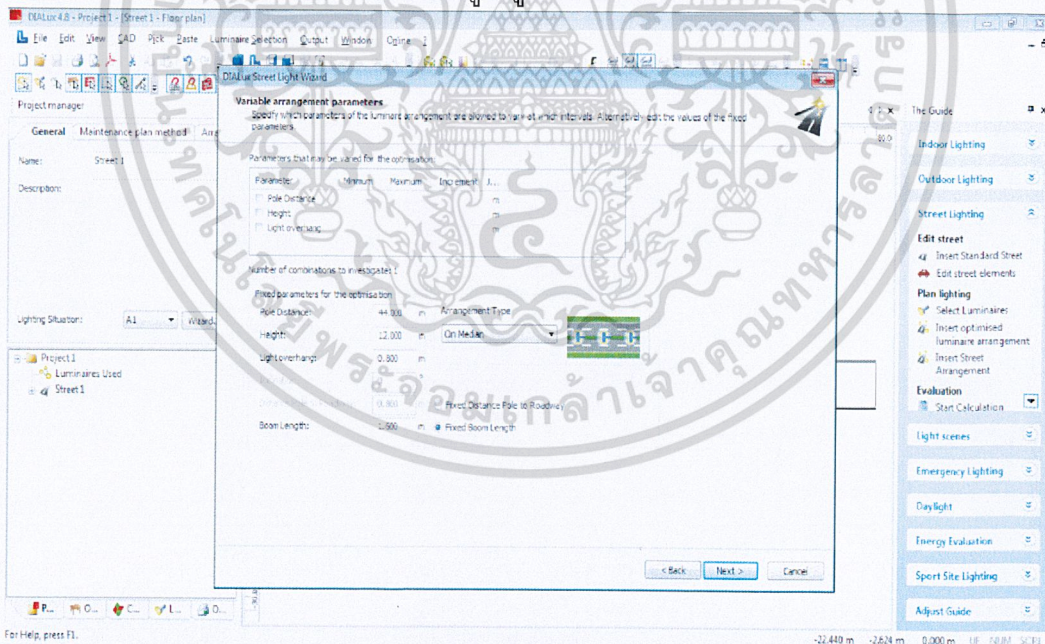 DIALux 4.8 - Project 1 - [Street 1 - Floor plan]
File Edit View CAD Pick Paste Luminaire Selection Output Window Online ?
DIALux Street Light Wizard
Variable arrangement parameters
Specify which parameters of the luminaire arrangement are allowed to vary at which intervals. Alternatively edit the values of the fixed
parameters.
Project manager
General Maintenance plan method
Name: Street 1
Description:
Lighting Situation: A1 Wizard
Project 1
Luminaires Used
Street 1
Parameters that may be varied for the optimisation
Parameter Minimum Maximum Increment
Pole Distance m
Height
Light overhang m
Number of combinations to investigate: 1
Fixed parameters for the optimisation
Pole Distance: 44.000 m Arrangement Type
Height: 12.000 m On Median
Light overhang: 0.800 m
Fixed Distance Pole to Roadway
Boom Length: 1.500 m Fixed Boom Length
< Back Next > Cancel
The Guide
Indoor Lighting
Outdoor Lighting
Street Lighting
Edit street
Insert Standard Street
Edit street elements
Plan lighting
Select Luminaires
Insert optimised
luminaire arrangement
Insert Street
Arrangement
Evaluation
Start Calculation
Light scenes
Emergency Lighting
Daylight
Energy Evaluation
Sport Site Lighting
Adjust Guide
P... O... C... L... O...
For Help, press F1.
-22.440 m -2.624 m 0.000 m UF NUM SCRL